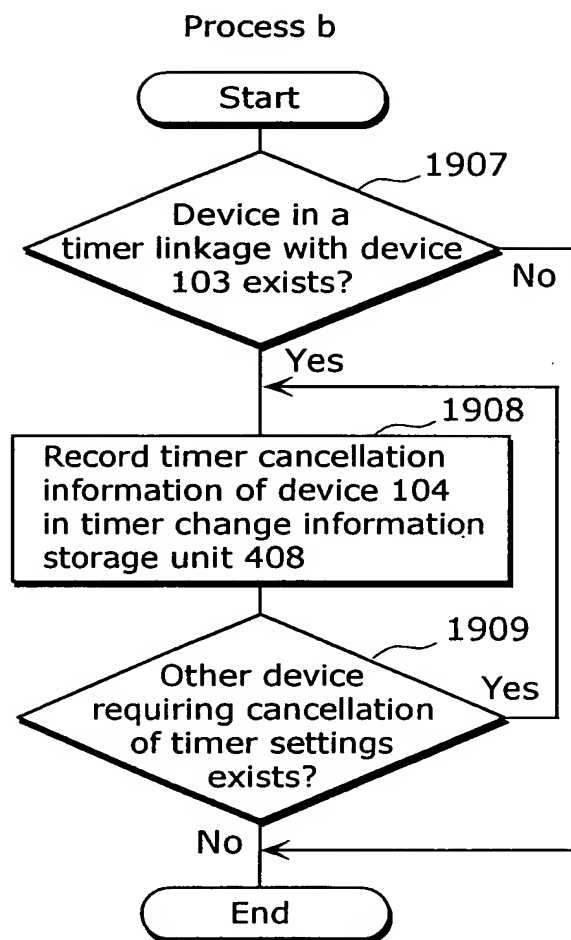 Process b
Start
1907
Device in a
timer linkage with device
103 exists?
No
Yes
1908
Record timer cancellation
information of device 104
in timer change information
storage unit 408
1909
Other device
requiring cancellation
of timer settings
exists?
Yes
No
End